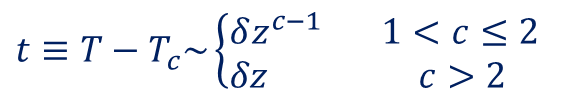 t ≡ T − T_c ~ { δz^{c−1}    1 < c ≤ 2
δz    c > 2